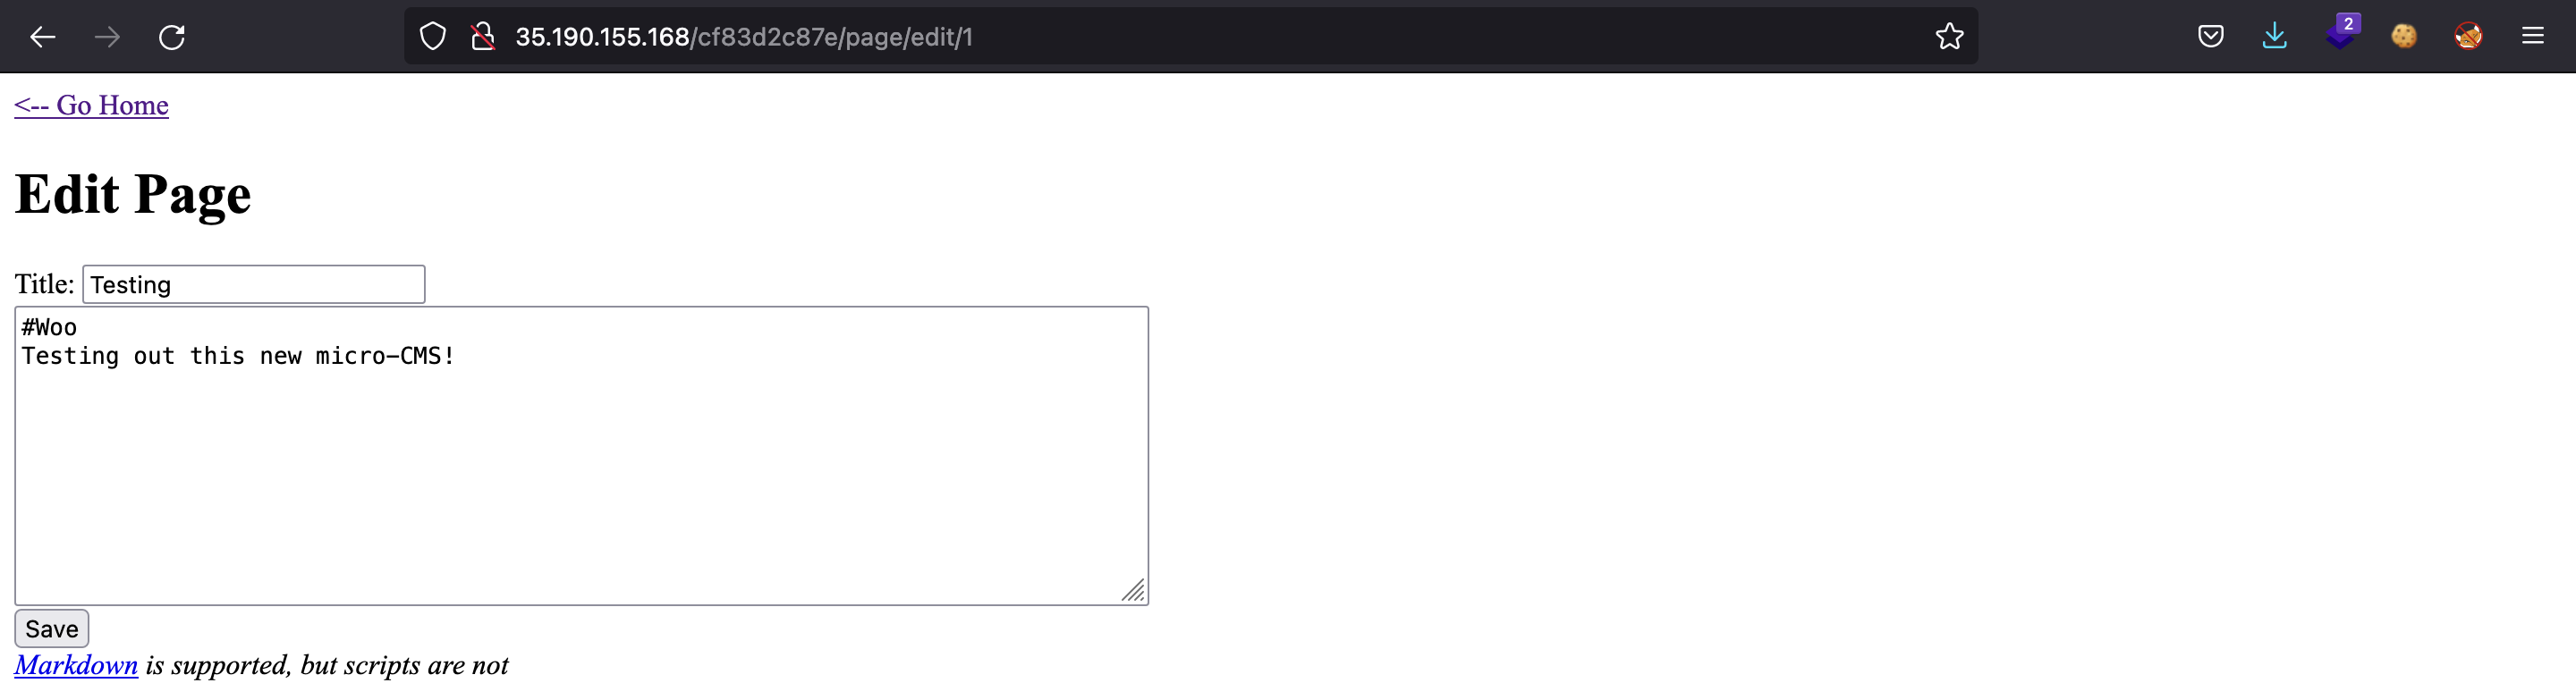 35.190.155.168/cf83d2c87e/page/edit/1
2
<-- Go Home
Edit Page
Title: Testing
#Woo
Testing out this new micro-CMS!
Save
Markdown is supported, but scripts are not